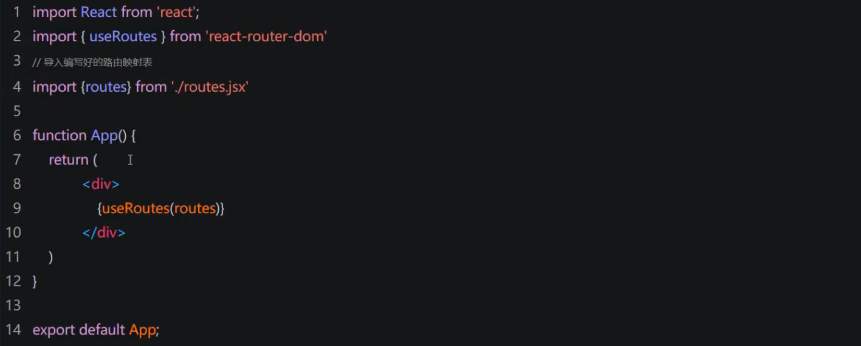 1 import React from 'react';
2 import { useRoutes } from 'react-router-dom'
3 // 导入编写好的路由映射表
4 import {routes} from './routes.jsx'
5
6 function App() {
7 return (
8 <div>
9 {useRoutes(routes)}
10 </div>
11 )
12 }
13
14 export default App;